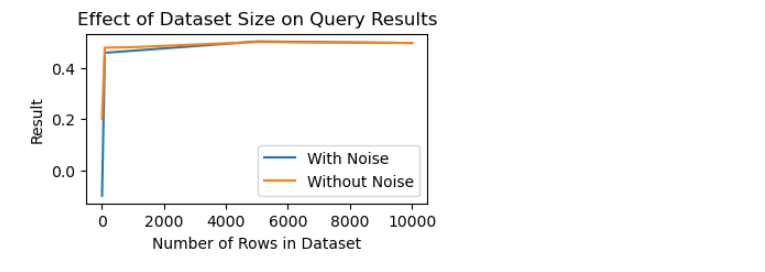 Effect of Dataset Size on Query Results
Result
0.4
0.2
0.0
With Noise
Without Noise
0 2000 4000 6000 8000 10000
Number of Rows in Dataset